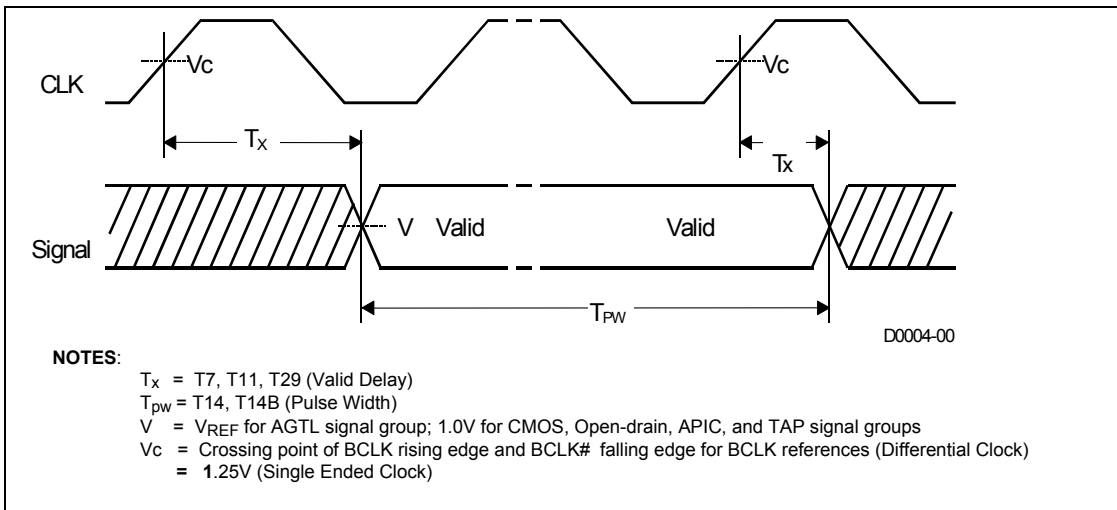 Vc
Vc
CLK
TX
Tx
V Valid
Valid
Signal
TPW
D0004-00
NOTES:
Tx = T7, T11, T29 (Valid Delay)
Tpw = T14, T14B (Pulse Width)
V = VREF for AGTL signal group; 1.0V for CMOS, Open-drain, APIC, and TAP signal groups
Vc = Crossing point of BCLK rising edge and BCLK# falling edge for BCLK references (Differential Clock)
= 1.25V (Single Ended Clock)